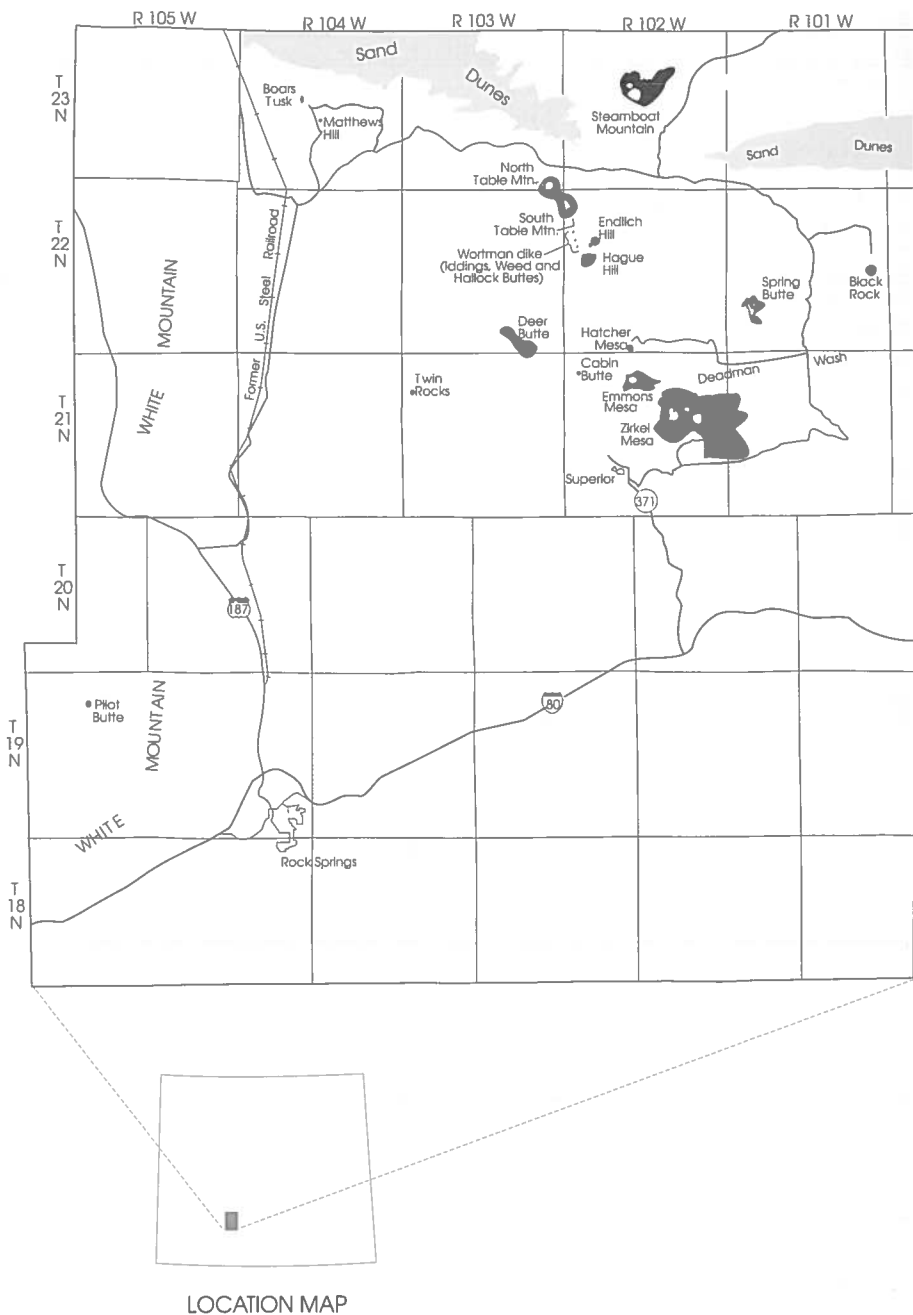 R 105 W
R 104 W
R 103 W
R 102 W
R 101 W
T
23
N
Sand
Dunes
Boars
Tusk
Matthews
Hill
Steamboat
Mountain
Sand
Dunes
North
Table Mtn.
T
22
N
South
Table Mtn.
Endlich
Hill
Wortman dike
(Iddings, Weed and
Hallock Buttes)
Hague
Hill
Spring
Butte
Black
Rock
Former U.S. Steel Railroad
WHITE MOUNTAIN
Deer
Butte
Hatcher
Mesa
Cabin
Butte
Deadman Wash
T
21
N
Twin
Rocks
Emmons
Mesa
Zirkel
Mesa
Superior
371
T
20
N
187
Pilot
Butte
80
T
19
N
WHITE MOUNTAIN
Rock Springs
T
18
N
LOCATION MAP